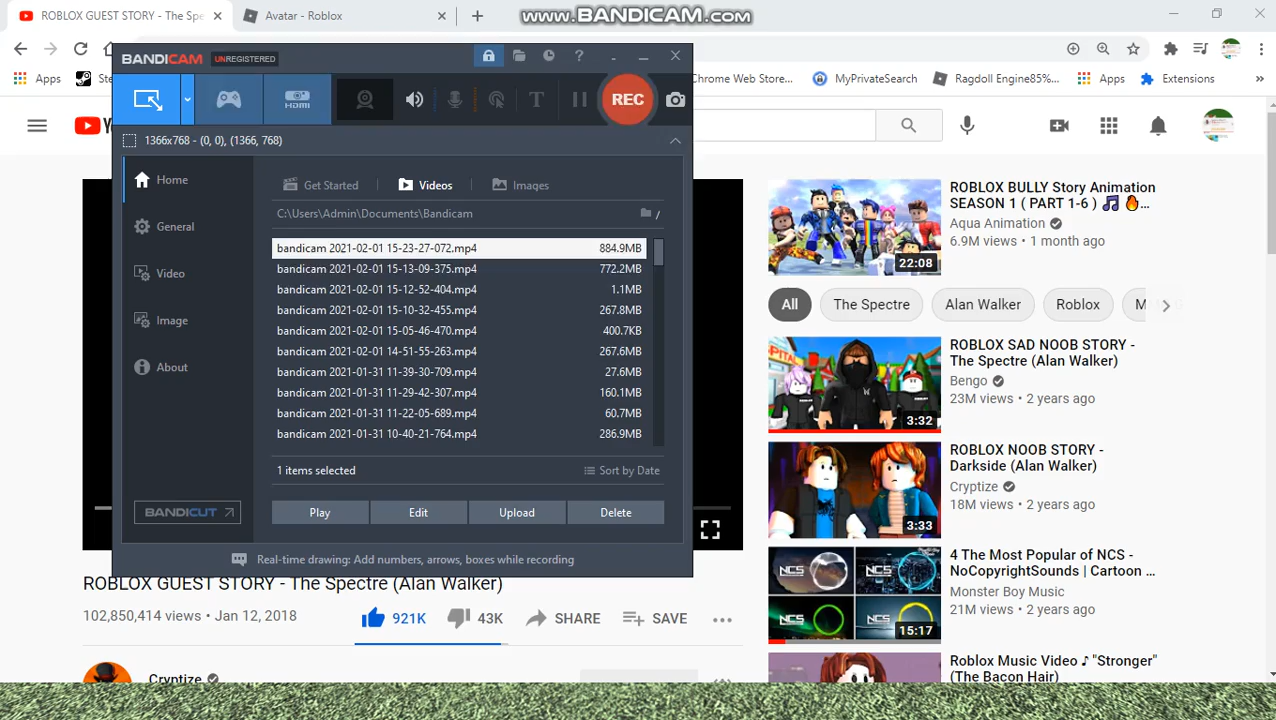 ROBLOX GUEST STORY - The Spe
Avatar - Roblox
www.BANDICAM.com
Apps
Ste
Chrome Web Store...
MyPrivateSearch
Ragdoll Engine85%...
Apps
Extensions
BANDICAM UNREGISTERED
HDMI
REC
1366x768 - (0, 0), (1366, 768)
Home
General
Video
Image
About
BANDICUT
Get Started
Videos
Images
C:\Users\Admin\Documents\Bandicam
bandicam 2021-02-01 15-23-27-072.mp4 884.9MB
bandicam 2021-02-01 15-13-09-375.mp4 772.2MB
bandicam 2021-02-01 15-12-52-404.mp4 1.1MB
bandicam 2021-02-01 15-10-32-455.mp4 267.8MB
bandicam 2021-02-01 15-05-46-470.mp4 400.7KB
bandicam 2021-02-01 14-51-55-263.mp4 267.6MB
bandicam 2021-01-31 11-39-30-709.mp4 27.6MB
bandicam 2021-01-31 11-29-42-307.mp4 160.1MB
bandicam 2021-01-31 11-22-05-689.mp4 60.7MB
bandicam 2021-01-31 10-40-21-764.mp4 286.9MB
1 items selected
Sort by Date
Play
Edit
Upload
Delete
Real-time drawing: Add numbers, arrows, boxes while recording
ROBLOX GUEST STORY - The Spectre (Alan Walker)
102,850,414 views • Jan 12, 2018
921K
43K
SHARE
SAVE
Cryptize
ROBLOX BULLY Story Animation
SEASON 1 ( PART 1-6 ) 🎵 🔥...
Aqua Animation
6.9M views • 1 month ago
22:08
All
The Spectre
Alan Walker
Roblox
ROBLOX SAD NOOB STORY -
The Spectre (Alan Walker)
Bengo
23M views • 2 years ago
3:32
ROBLOX NOOB STORY -
Darkside (Alan Walker)
Cryptize
18M views • 2 years ago
3:33
4 The Most Popular of NCS -
NoCopyrightSounds | Cartoon ...
Monster Boy Music
21M views • 2 years ago
NCS
NCS
15:17
Roblox Music Video ♪ "Stronger"
(The Bacon Hair)